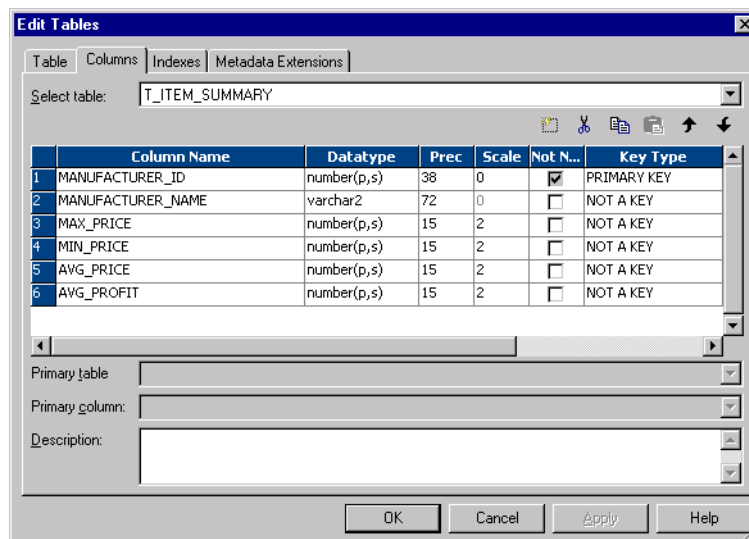 Edit Tables
Table Columns Indexes Metadata Extensions
Select table: T_ITEM_SUMMARY
Column Name Datatype Prec Scale Not N... Key Type
1 MANUFACTURER_ID number(p,s) 38 0 PRIMARY KEY
2 MANUFACTURER_NAME varchar2 72 0 NOT A KEY
3 MAX_PRICE number(p,s) 15 2 NOT A KEY
4 MIN_PRICE number(p,s) 15 2 NOT A KEY
5 AVG_PRICE number(p,s) 15 2 NOT A KEY
6 AVG_PROFIT number(p,s) 15 2 NOT A KEY
Primary table
Primary column:
Description:
OK Cancel Apply Help